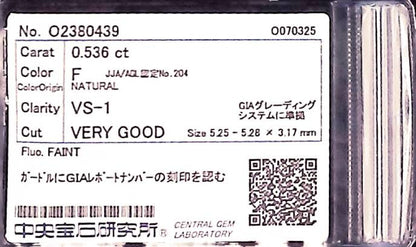 No. O2380439 O070325
Carat 0.536 ct
Color F JJA/AGL認定No.204
ColorOrigin NATURAL
Clarity VS-1 GIAグレーディング
システムに準拠
Cut VERY GOOD Size 5.25 - 5.28 × 3.17 mm
Fluo. FAINT
ガードルにGIAレポートナンバーの刻印を認む
中央宝石研究所® CENTRAL GEM
LABORATORY